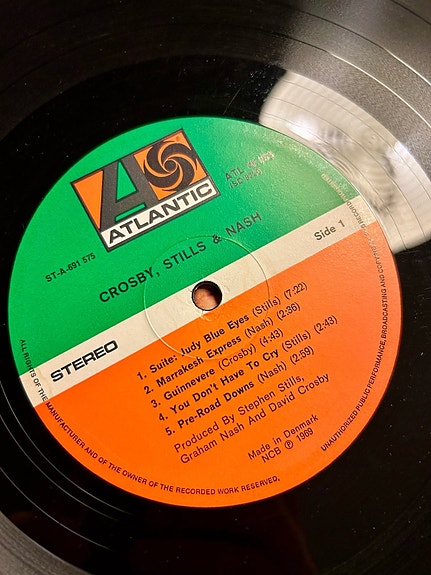 ATLANTIC
ST-A-691 575
ATL
CROSBY, STILLS & NASH
Side 1
STEREO
1. Suite: Judy Blue Eyes (Stills) (7:22)
2. Marrakesh Express (Nash) (2:36)
3. Guinnevere (Crosby) (4:43)
4. You Don't Have To Cry (Stills) (2:43)
5. Pre-Road Downs (Nash) (2:59)
Produced By Stephen Stills,
Graham Nash And David Crosby
Made in Denmark
NCB ℗ 1969
ALL RIGHTS OF THE MANUFACTURER AND OF THE OWNER OF THE RECORDED WORK RESERVED. UNAUTHORIZED PUBLIC PERFORMANCE, BROADCASTING AND COPYING